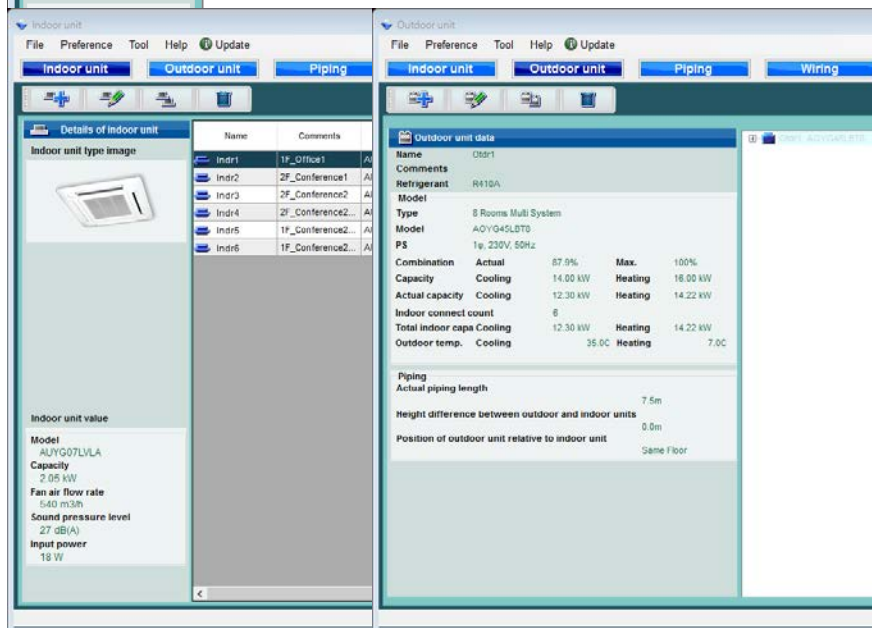 Indoor unit
File Preference Tool Help Update
Indoor unit Outdoor unit Piping
Details of indoor unit
Indoor unit type image
Name Comments
Indr1 1F_Office1
Indr2 2F_Conference1
Indr3 2F_Conference2
Indr4 2F_Conference2...
Indr5 1F_Conference2...
Indr6 1F_Conference2...
Indoor unit value
Model
AUYG07LVLA
Capacity
2.05 kW
Fan air flow rate
540 m3/h
Sound pressure level
27 dB(A)
Input power
18 W
Outdoor unit
File Preference Tool Help Update
Indoor unit Outdoor unit Piping Wiring
Outdoor unit data
Name Otdr1
Comments
Refrigerant R410A
Model
Type 8 Rooms Multi System
Model AOYG45LBT8
PS 1φ, 230V, 50Hz
Combination Actual 87.9% Max. 100%
Capacity Cooling 14.00 kW Heating 16.00 kW
Actual capacity Cooling 12.30 kW Heating 14.22 kW
Indoor connect count 6
Total indoor capa Cooling 12.30 kW Heating 14.22 kW
Outdoor temp. Cooling 35.0C Heating 7.0C
Piping
Actual piping length
7.5m
Height difference between outdoor and indoor units
0.0m
Position of outdoor unit relative to indoor unit
Same Floor
Otdr1: AOYG45LBT8